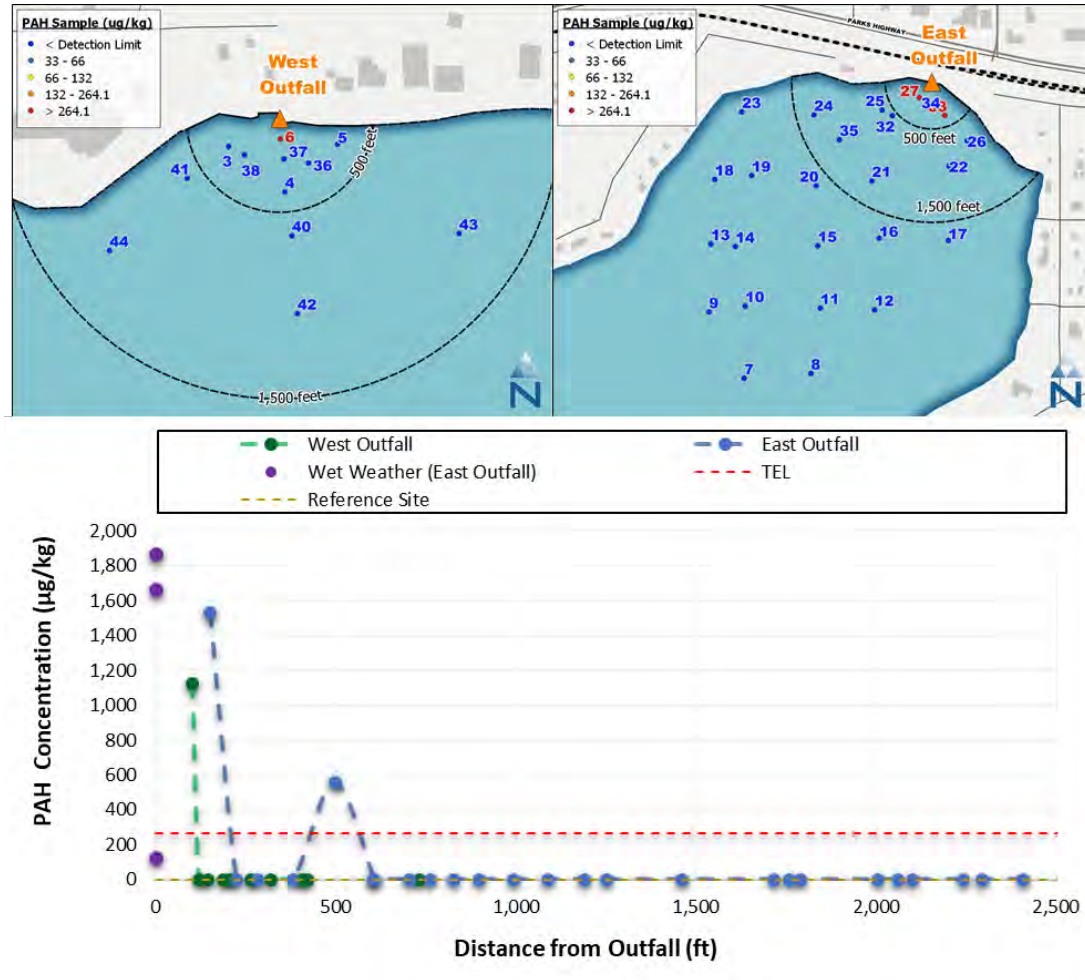 PAH Sample (ug/kg)
< Detection Limit
33 - 66
66 - 132
132 - 264.1
> 264.1
West
Outfall
6
5
3
38
37
36
41
4
500 feet
40
43
44
42
1,500 feet
N
PAH Sample (ug/kg)
< Detection Limit
33 - 66
66 - 132
132 - 264.1
> 264.1
PARKS HIGHWAY
East
Outfall
27
34
23
24
25
32
35
500 feet
26
18
19
20
21
22
1,500 feet
13
14
15
16
17
9
10
11
12
7
8
N
West Outfall
East Outfall
Wet Weather (East Outfall)
TEL
Reference Site
PAH Concentration (µg/kg)
2,000
1,800
1,600
1,400
1,200
1,000
800
600
400
200
0
0 500 1,000 1,500 2,000 2,500
Distance from Outfall (ft)